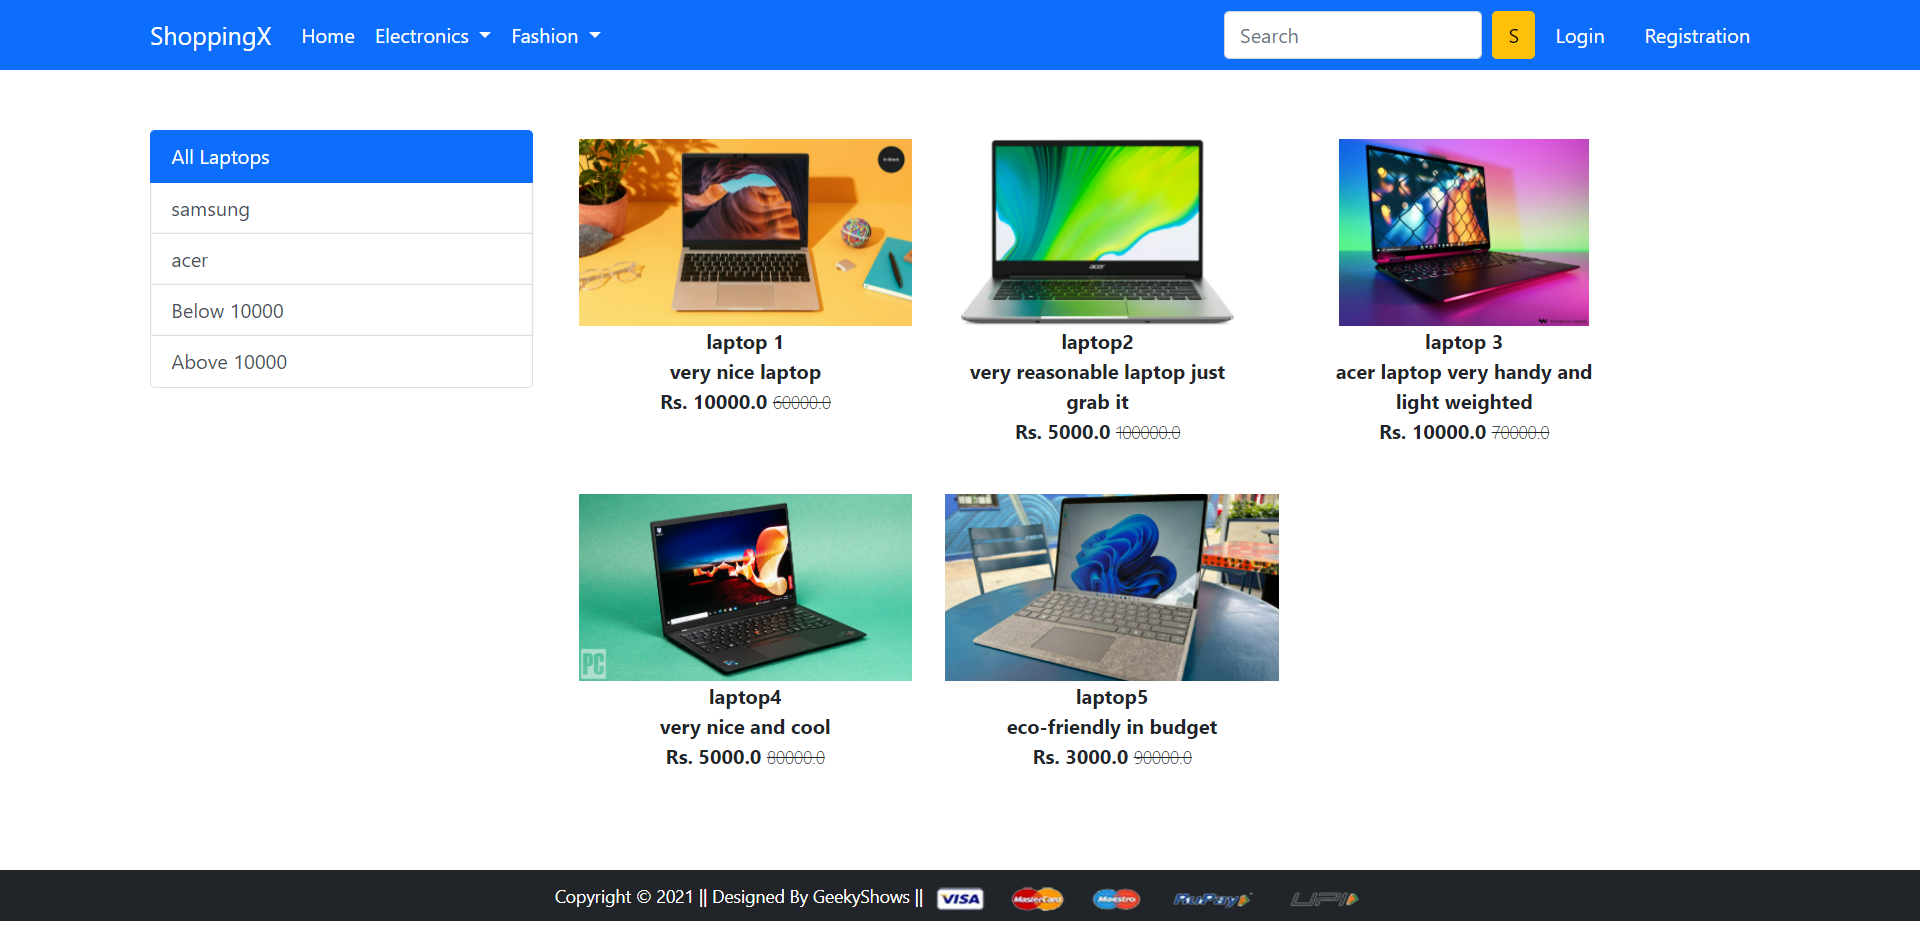 ShoppingX Home Electronics Fashion Search S Login Registration
All Laptops
samsung
acer
Below 10000
Above 10000
acer
laptop 1
very nice laptop
Rs. 10000.0 60000.0
laptop2
very reasonable laptop just
grab it
Rs. 5000.0 100000.0
laptop 3
acer laptop very handy and
light weighted
Rs. 10000.0 70000.0
PC
laptop4
very nice and cool
Rs. 5000.0 80000.0
laptop5
eco-friendly in budget
Rs. 3000.0 90000.0
Copyright © 2021 || Designed By GeekyShows || VISA MasterCard Maestro RuPay UPI